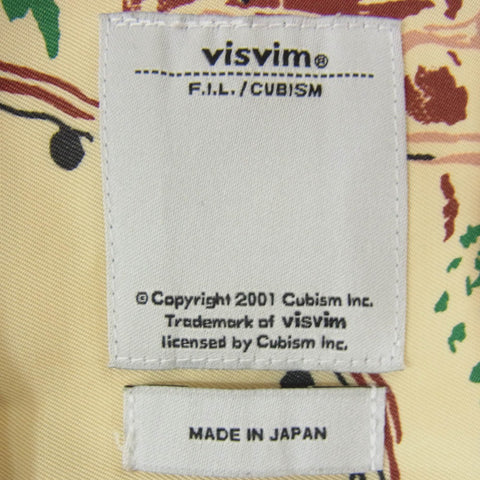 visvim®
F.I.L./CUBISM
© Copyright 2001 Cubism Inc.
Trademark of visvim
licensed by Cubism Inc.
MADE IN JAPAN